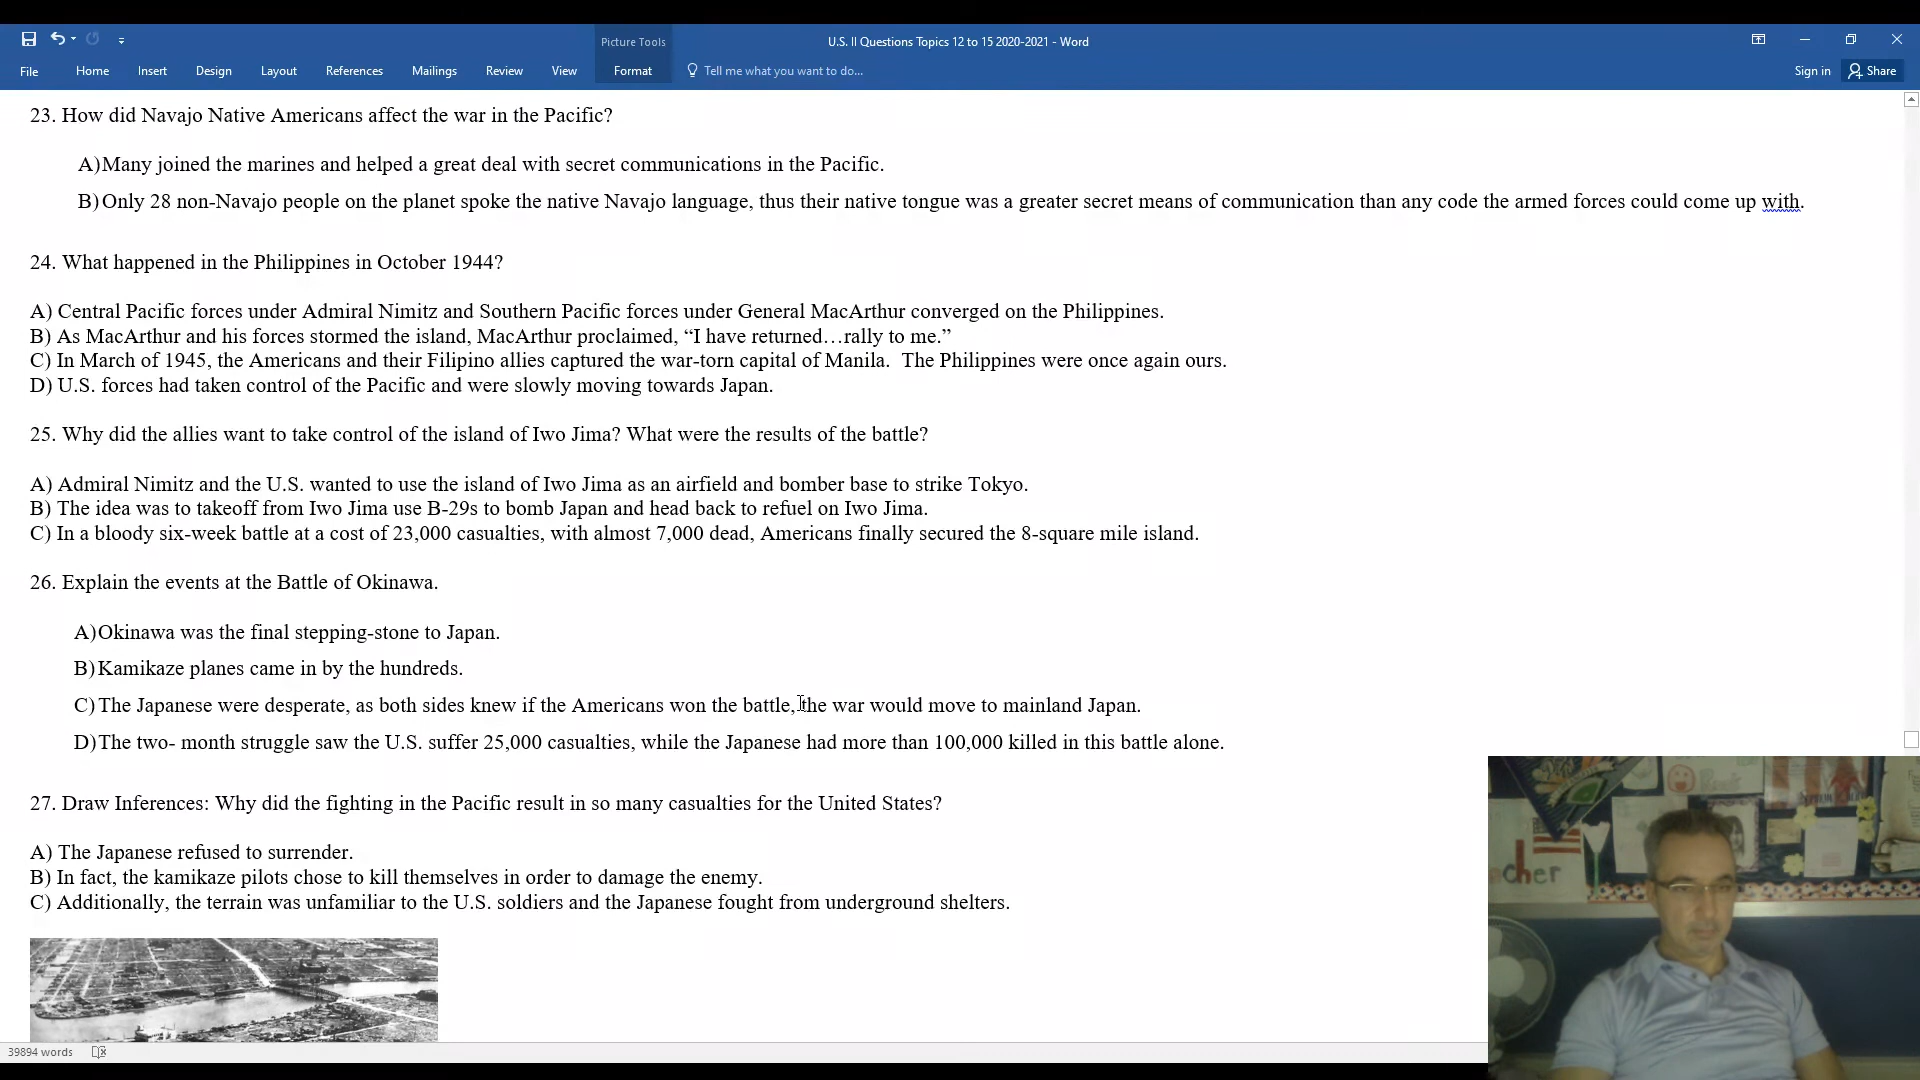 U.S. II Questions Topics 12 to 15 2020-2021 - Word
Picture Tools
File Home Insert Design Layout References Mailings Review View Format Tell me what you want to do... Sign in Share
23. How did Navajo Native Americans affect the war in the Pacific?
A)Many joined the marines and helped a great deal with secret communications in the Pacific.
B)Only 28 non-Navajo people on the planet spoke the native Navajo language, thus their native tongue was a greater secret means of communication than any code the armed forces could come up with.
24. What happened in the Philippines in October 1944?
A) Central Pacific forces under Admiral Nimitz and Southern Pacific forces under General MacArthur converged on the Philippines.
B) As MacArthur and his forces stormed the island, MacArthur proclaimed, “I have returned…rally to me.”
C) In March of 1945, the Americans and their Filipino allies captured the war-torn capital of Manila.  The Philippines were once again ours.
D) U.S. forces had taken control of the Pacific and were slowly moving towards Japan.
25. Why did the allies want to take control of the island of Iwo Jima? What were the results of the battle?
A) Admiral Nimitz and the U.S. wanted to use the island of Iwo Jima as an airfield and bomber base to strike Tokyo.
B) The idea was to takeoff from Iwo Jima use B-29s to bomb Japan and head back to refuel on Iwo Jima.
C) In a bloody six-week battle at a cost of 23,000 casualties, with almost 7,000 dead, Americans finally secured the 8-square mile island.
26. Explain the events at the Battle of Okinawa.
A)Okinawa was the final stepping-stone to Japan.
B)Kamikaze planes came in by the hundreds.
C)The Japanese were desperate, as both sides knew if the Americans won the battle, the war would move to mainland Japan.
D)The two- month struggle saw the U.S. suffer 25,000 casualties, while the Japanese had more than 100,000 killed in this battle alone.
27. Draw Inferences: Why did the fighting in the Pacific result in so many casualties for the United States?
A) The Japanese refused to surrender.
B) In fact, the kamikaze pilots chose to kill themselves in order to damage the enemy.
C) Additionally, the terrain was unfamiliar to the U.S. soldiers and the Japanese fought from underground shelters.
39894 words